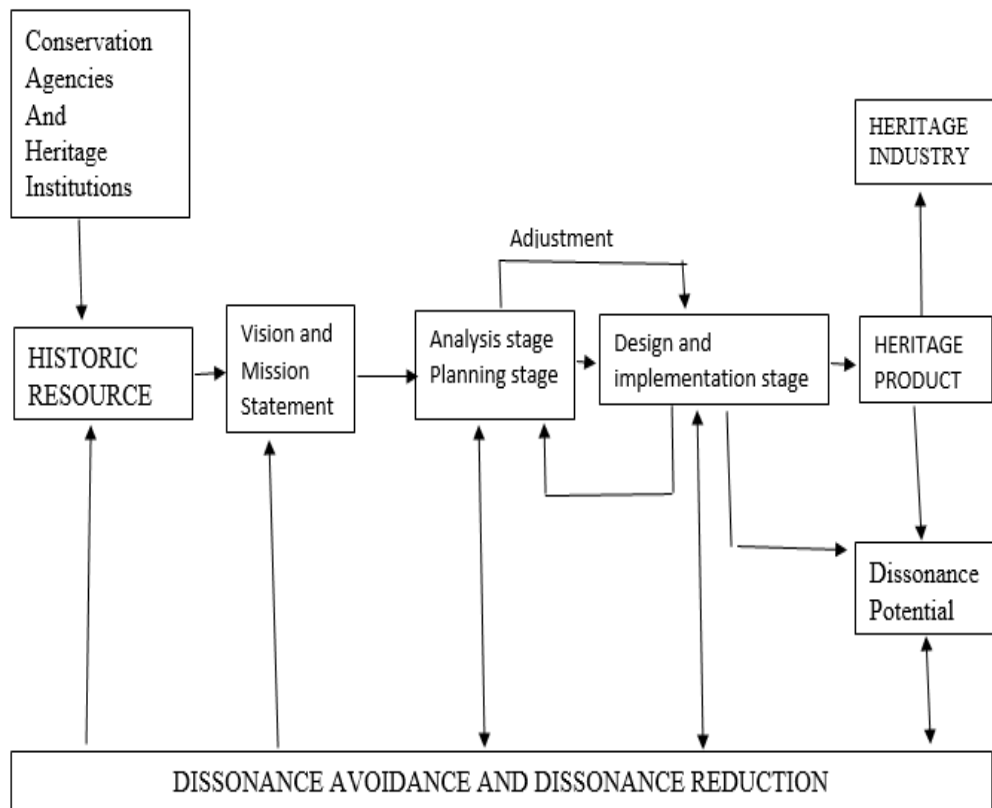 Conservation
Agencies
And
Heritage
Institutions
HERITAGE
INDUSTRY
Adjustment
HISTORIC
RESOURCE
Vision and
Mission
Statement
Analysis stage
Planning stage
Design and
implementation stage
HERITAGE
PRODUCT
Dissonance
Potential
DISSONANCE AVOIDANCE AND DISSONANCE REDUCTION